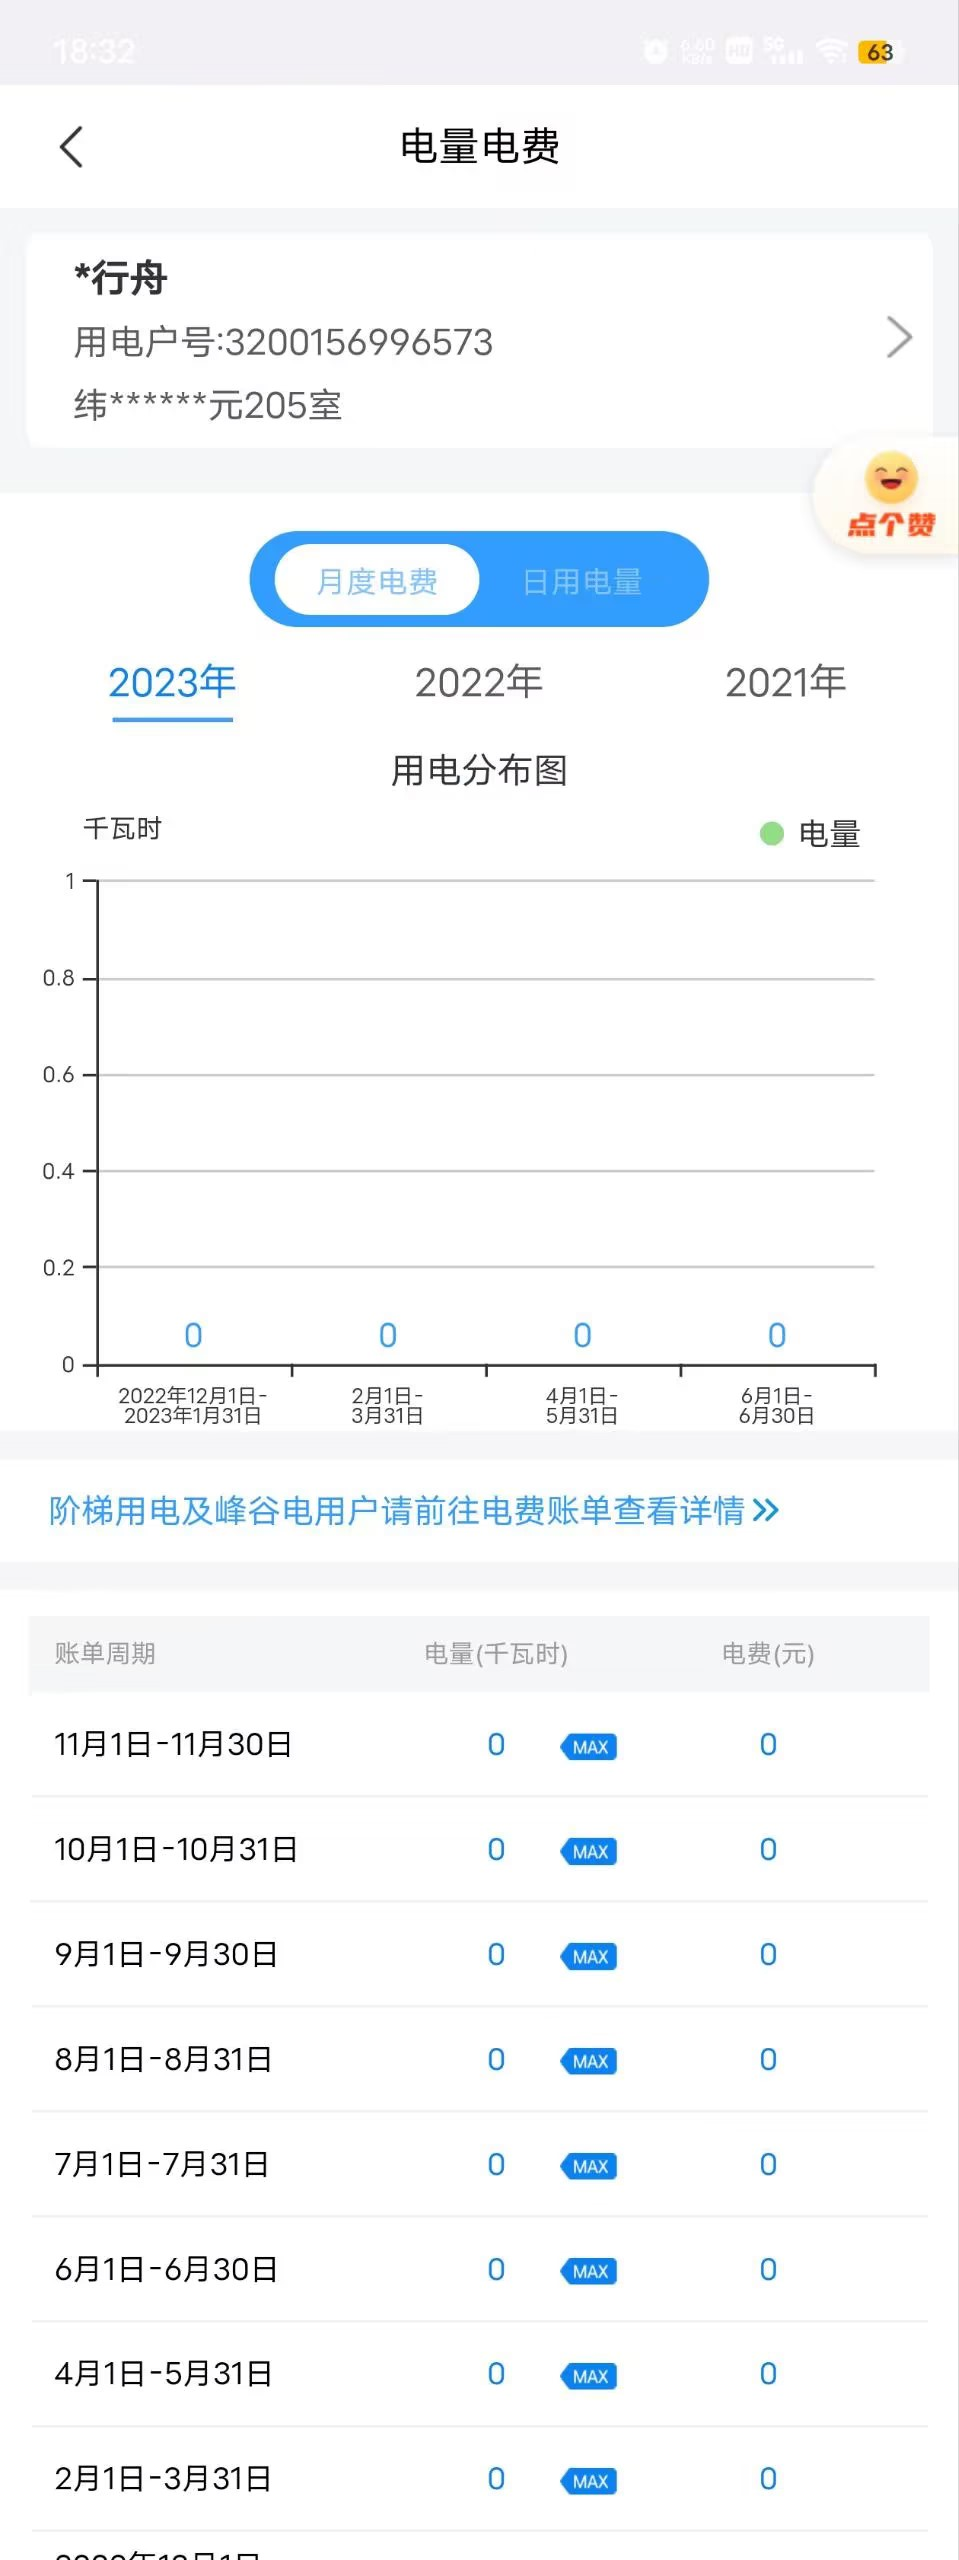 18:32
6.60 KB/s HD 5G 63
电量电费
*行舟
用电户号:3200156996573
纬******元205室
点个赞
月度电费 日用电量
2023年 2022年 2021年
用电分布图
千瓦时 电量
1
0.8
0.6
0.4
0.2
0 0 0 0
0
2022年12月1日- 2月1日- 4月1日- 6月1日-
2023年1月31日 3月31日 5月31日 6月30日
阶梯用电及峰谷电用户请前往电费账单查看详情
账单周期 电量(千瓦时) 电费(元)
11月1日-11月30日 0 MAX 0
10月1日-10月31日 0 MAX 0
9月1日-9月30日 0 MAX 0
8月1日-8月31日 0 MAX 0
7月1日-7月31日 0 MAX 0
6月1日-6月30日 0 MAX 0
4月1日-5月31日 0 MAX 0
2月1日-3月31日 0 MAX 0